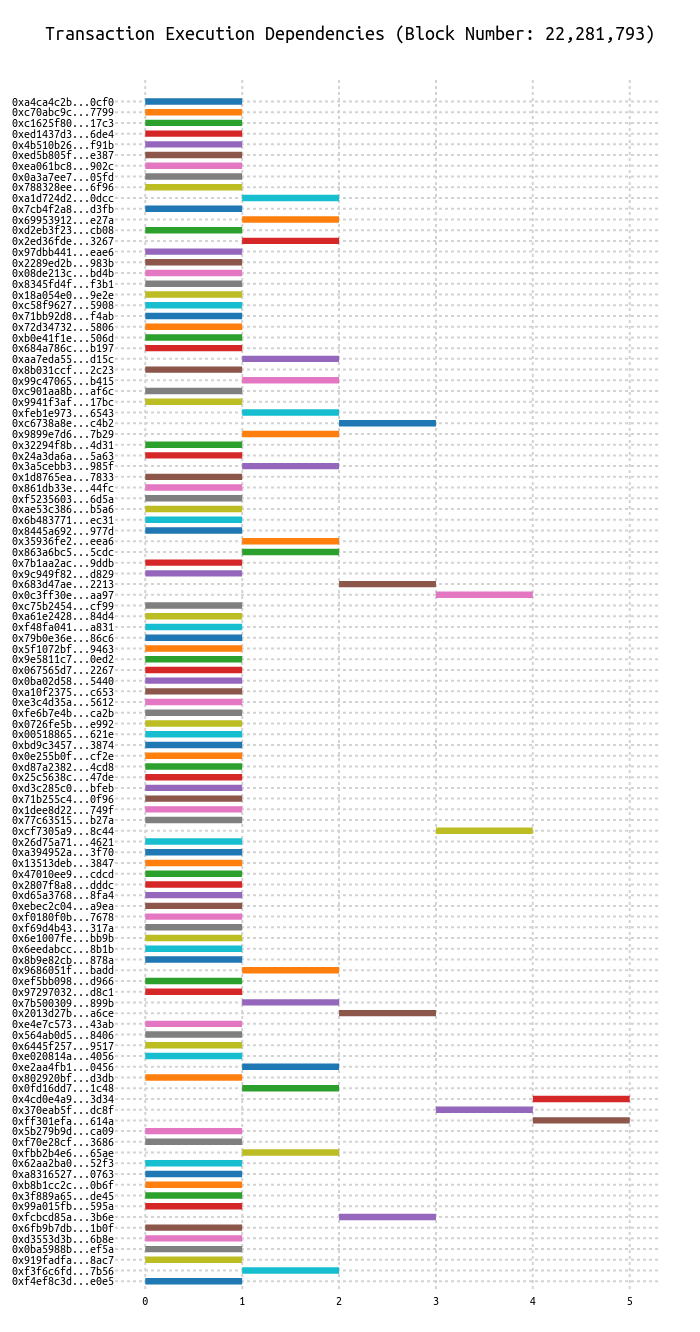 Transaction Execution Dependencies (Block Number: 22,281,793)
0xa4ca4c2b...0cf0
0xc70abc9c...7799
0xc1625f80...17c3
0xed1437d3...6de4
0x4b510b26...f91b
0xed5b805f...e387
0xea061bc8...902c
0x0a3a7ee7...05fd
0x788328ee...6f96
0xa1d724d2...0dcc
0x7cb4f2a8...d3fb
0x69953912...e27a
0xd2eb3f23...cb08
0x2ed36fde...3267
0x97dbb441...eae6
0x2289ed2b...983b
0x08de213c...bd4b
0x8345fd4f...f3b1
0x18a054e0...9e2e
0xc58f9627...5908
0x71bb92d8...f4ab
0x72d34732...5806
0xb0e41f1e...506d
0x684a786c...b197
0xaa7eda55...d15c
0x8b031ccf...2c23
0x99c47065...b415
0xc901aa8b...af6c
0x9941f3af...17bc
0xfeb1e973...6543
0xc6738a8e...c4b2
0x9899e7d6...7b29
0x32294f8b...4d31
0x24a3da6a...5a63
0x3a5cebb3...985f
0x1d8765ea...7833
0x861db33e...44fc
0xf5235603...6d5a
0xae53c386...b5a6
0x6b483771...ec31
0x8445a692...977d
0x35936fe2...eea6
0x863a6bc5...5cdc
0x7b1aa2ac...9ddb
0x9c949f82...d829
0x683d47ae...2213
0x0c3ff30e...aa97
0xc75b2454...cf99
0xa61e2428...84d4
0xf48fa041...a831
0x79b0e36e...86c6
0x5f1072bf...9463
0x9e5811c7...0ed2
0x067565d7...2267
0x0ba02d58...5440
0xa10f2375...c653
0xe3c4d35a...5612
0xfe6b7e4b...ca2b
0x0726fe5b...e992
0x00518865...621e
0xbd9c3457...3874
0x0e255b0f...cf2e
0xd87a2382...4cd8
0x25c5638c...47de
0xd3c285c0...bfeb
0x71b255c4...0f96
0x1dee8d22...749f
0x77c63515...b27a
0xcf7305a9...8c44
0x26d75a71...4621
0xa394952a...3f70
0x13513deb...3847
0x47010ee9...cdcd
0x2807f8a8...dddc
0xd65a3768...8fa4
0xebec2c04...a9ea
0xf0180f0b...7678
0xf69d4b43...317a
0x6e1007fe...bb9b
0x6eedabcc...8b1b
0x8b9e82cb...878a
0x9686051f...badd
0xef5bb098...d966
0x97297032...d8c1
0x7b500309...899b
0x2013d27b...a6ce
0xe4e7c573...43ab
0x564ab0d5...8406
0x6445f257...9517
0xe020814a...4056
0xe2aa4fb1...0456
0x802920bf...d3db
0x0fd16dd7...1c48
0x4cd0e4a9...3d34
0x370eab5f...dc8f
0xff301efa...614a
0x5b279b9d...ca09
0xf70e28cf...3686
0xfbb2b4e6...65ae
0x62aa2ba0...52f3
0xa8316527...0763
0xb8b1cc2c...0b6f
0x3f889a65...de45
0x99a015fb...595a
0xfcbcd85a...3b6e
0x6fb9b7db...1b0f
0xd3553d3b...6b8e
0x0ba5988b...ef5a
0x919fadfa...8ac7
0xf3f6c6fd...7b56
0xf4ef8c3d...e0e5
0 1 2 3 4 5